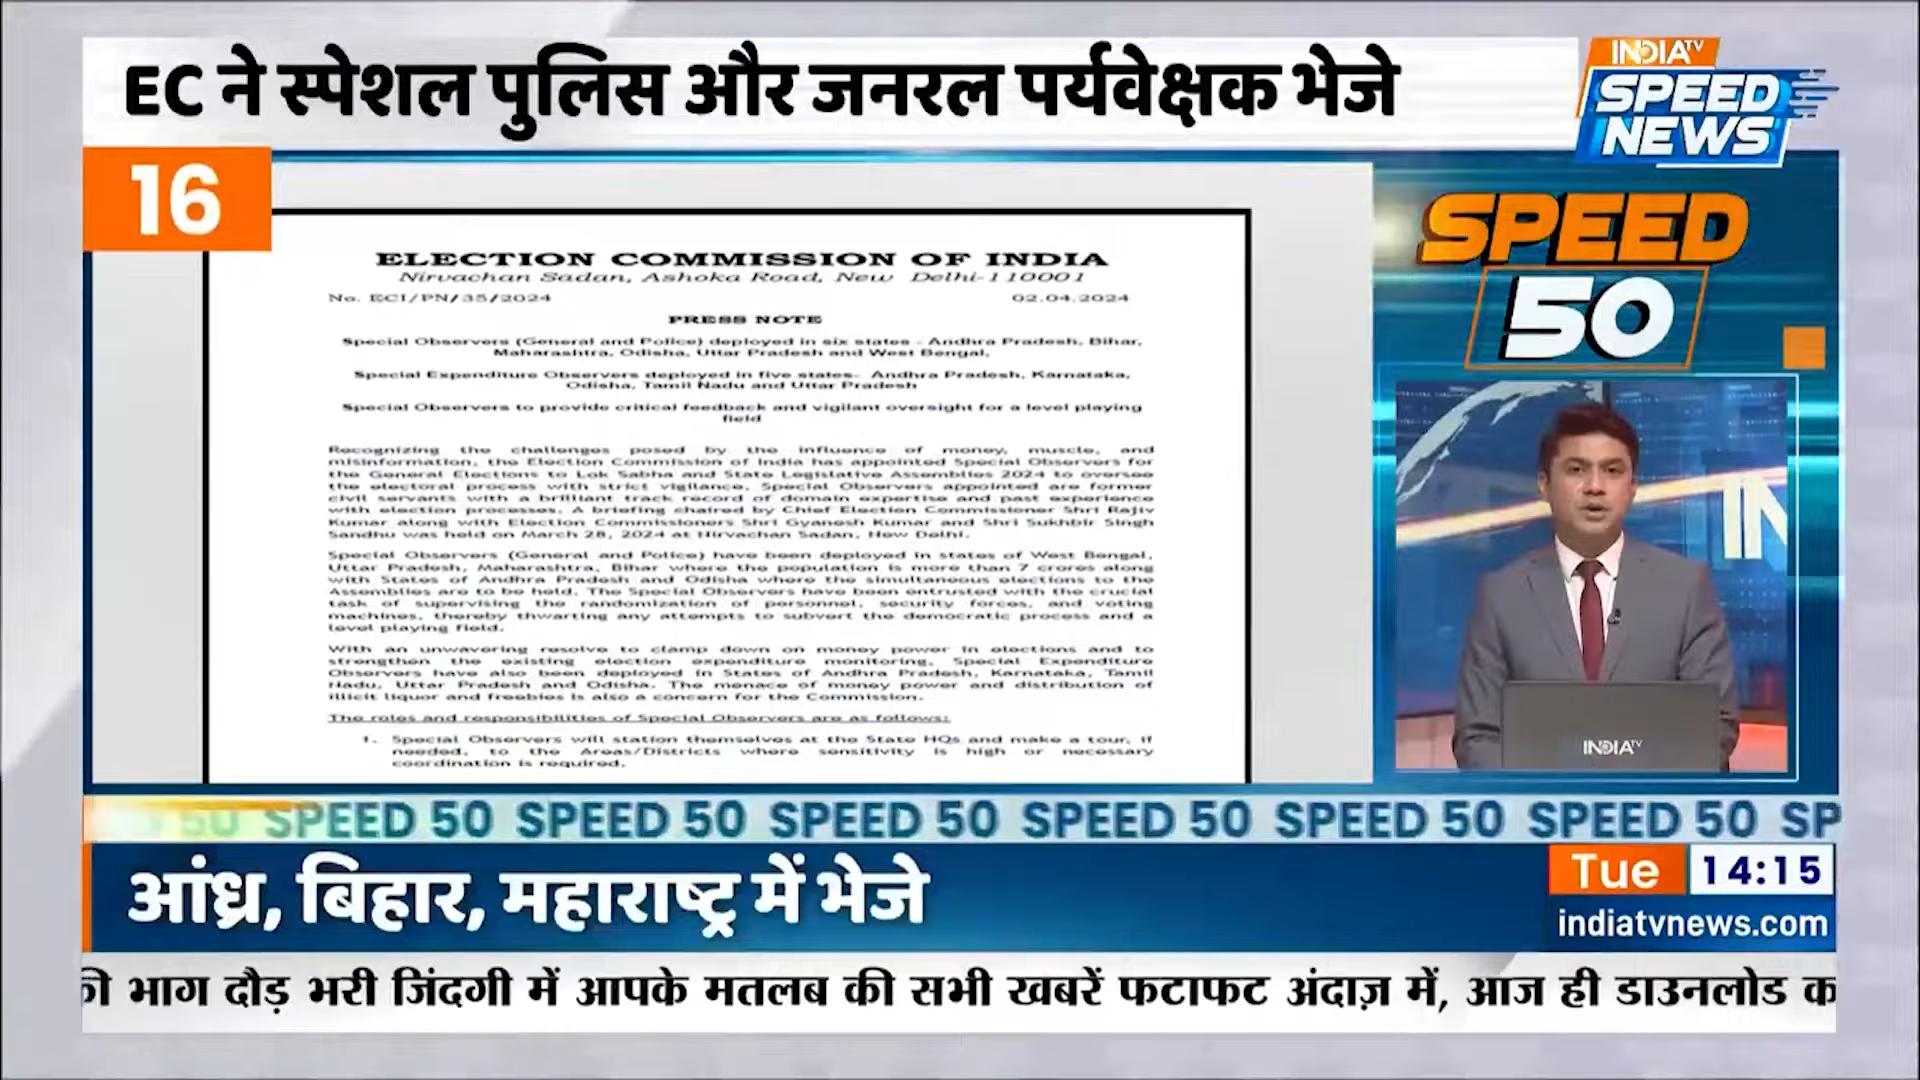 EC ने स्पेशल पुलिस और जनरल पर्यवेक्षक भेजे
INDIA TV
SPEED
NEWS
16
SPEED
50
ELECTION COMMISSION OF INDIA
Nirvachan Sadan, Ashoka Road, New Delhi-110001
No. ECI/PN/35/2024 02.04.2024
PRESS NOTE
Special Observers (General and Police) deployed in six states - Andhra Pradesh, Bihar,
Maharashtra, Odisha, Uttar Pradesh and West Bengal,
Special Expenditure Observers deployed in five states- Andhra Pradesh, Karnataka,
Odisha, Tamil Nadu and Uttar Pradesh
Special Observers to provide critical feedback and vigilant oversight for a level playing
field
Recognizing the challenges posed by the influence of money, muscle, and
misinformation, the Election Commission of India has appointed Special Observers for
the General Elections to Lok Sabha and State Legislative Assemblies 2024 to oversee
the electoral process with strict vigilance. Special Observers appointed are former
civil servants with a brilliant track record of domain expertise and past experience
with election processes. A briefing chaired by Chief Election Commissioner Shri Rajiv
Kumar along with Election Commissioners Shri Gyanesh Kumar and Shri Sukhbir Singh
Sandhu was held on March 28, 2024 at Nirvachan Sadan, New Delhi.
Special Observers (General and Police) have been deployed in states of West Bengal,
Uttar Pradesh, Maharashtra, Bihar where the population is more than 7 crores along
with States of Andhra Pradesh and Odisha where the simultaneous elections to the
Assemblies are to be held. The Special Observers have been entrusted with the crucial
task of supervising the randomization of personnel, security forces, and voting
machines, thereby thwarting any attempts to subvert the democratic process and a
level playing field.
With an unwavering resolve to clamp down on money power in elections and to
strengthen the existing election expenditure monitoring, Special Expenditure
Observers have also been deployed in States of Andhra Pradesh, Karnataka, Tamil
Nadu, Uttar Pradesh and Odisha. The menace of money power and distribution of
illicit liquor and freebies is also a concern for the Commission.
The roles and responsibilities of Special Observers are as follows:
1. Special Observers will station themselves at the State HQs and make a tour, if
needed, to the Areas/Districts where sensitivity is high or necessary
coordination is required.
IN
INDIA TV
50 SPEED 50 SPEED 50 SPEED 50 SPEED 50 SPEED 50 SPEED 50 SP
आंध्र, बिहार, महाराष्ट्र में भेजे
Tue 14:15
indiatvnews.com
की भाग दौड़ भरी जिंदगी में आपके मतलब की सभी खबरें फटाफट अंदाज़ में, आज ही डाउनलोड क